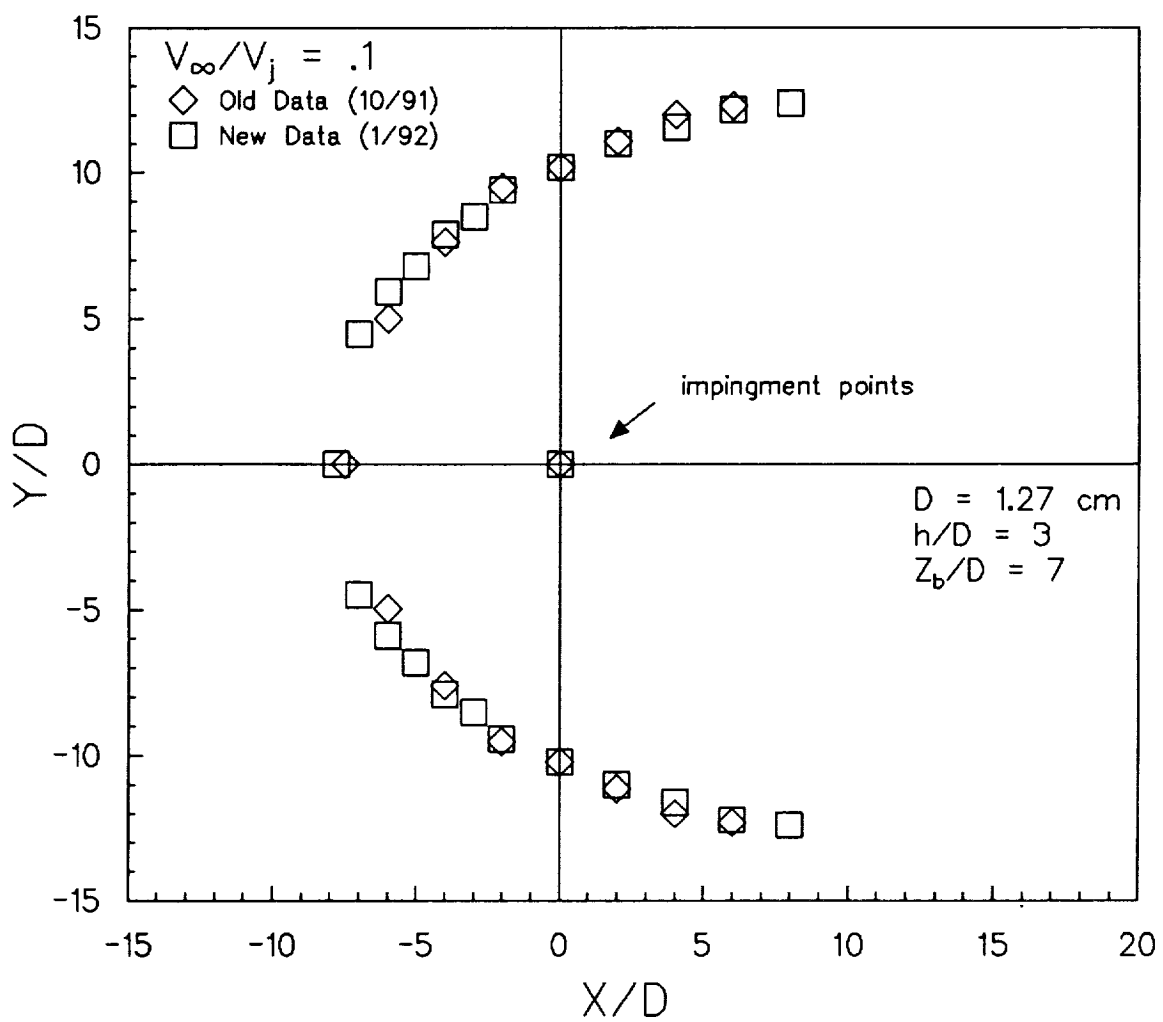 V∞/Vj = .1
Old Data (10/91)
New Data (1/92)
impingment points
D = 1.27 cm
h/D = 3
Zb/D = 7
Y/D
15
10
5
0
-5
-10
-15
-15
-10
-5
0
5
10
15
20
X/D